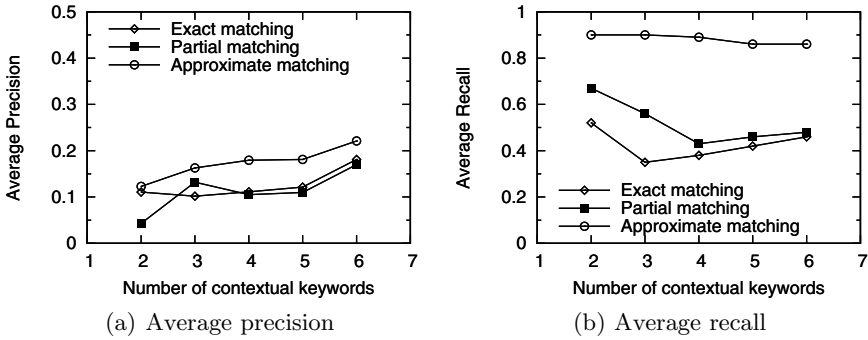 0.5
0.4
0.3
0.2
0.1
0
Average Precision
Exact matching
Partial matching
Approximate matching
1 2 3 4 5 6 7
Number of contextual keywords
(a) Average precision
1
0.8
0.6
0.4
0.2
0
Average Recall
Exact matching
Partial matching
Approximate matching
1 2 3 4 5 6 7
Number of contextual keywords
(b) Average recall